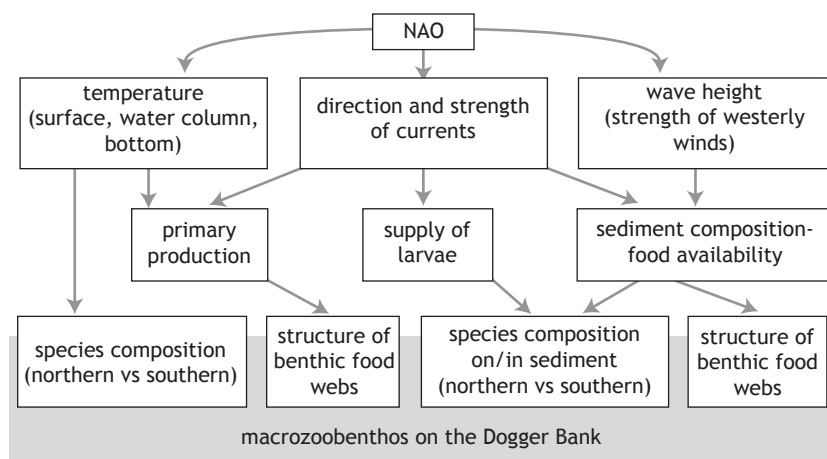 NAO
temperature
(surface, water column,
bottom)
direction and strength
of currents
wave height
(strength of westerly
winds)
primary
production
supply of
larvae
sediment composition-
food availability
species composition
(northern vs southern)
structure of
benthic food
webs
species composition
on/in sediment
(northern vs southern)
structure of
benthic food
webs
macrozoobenthos on the Dogger Bank